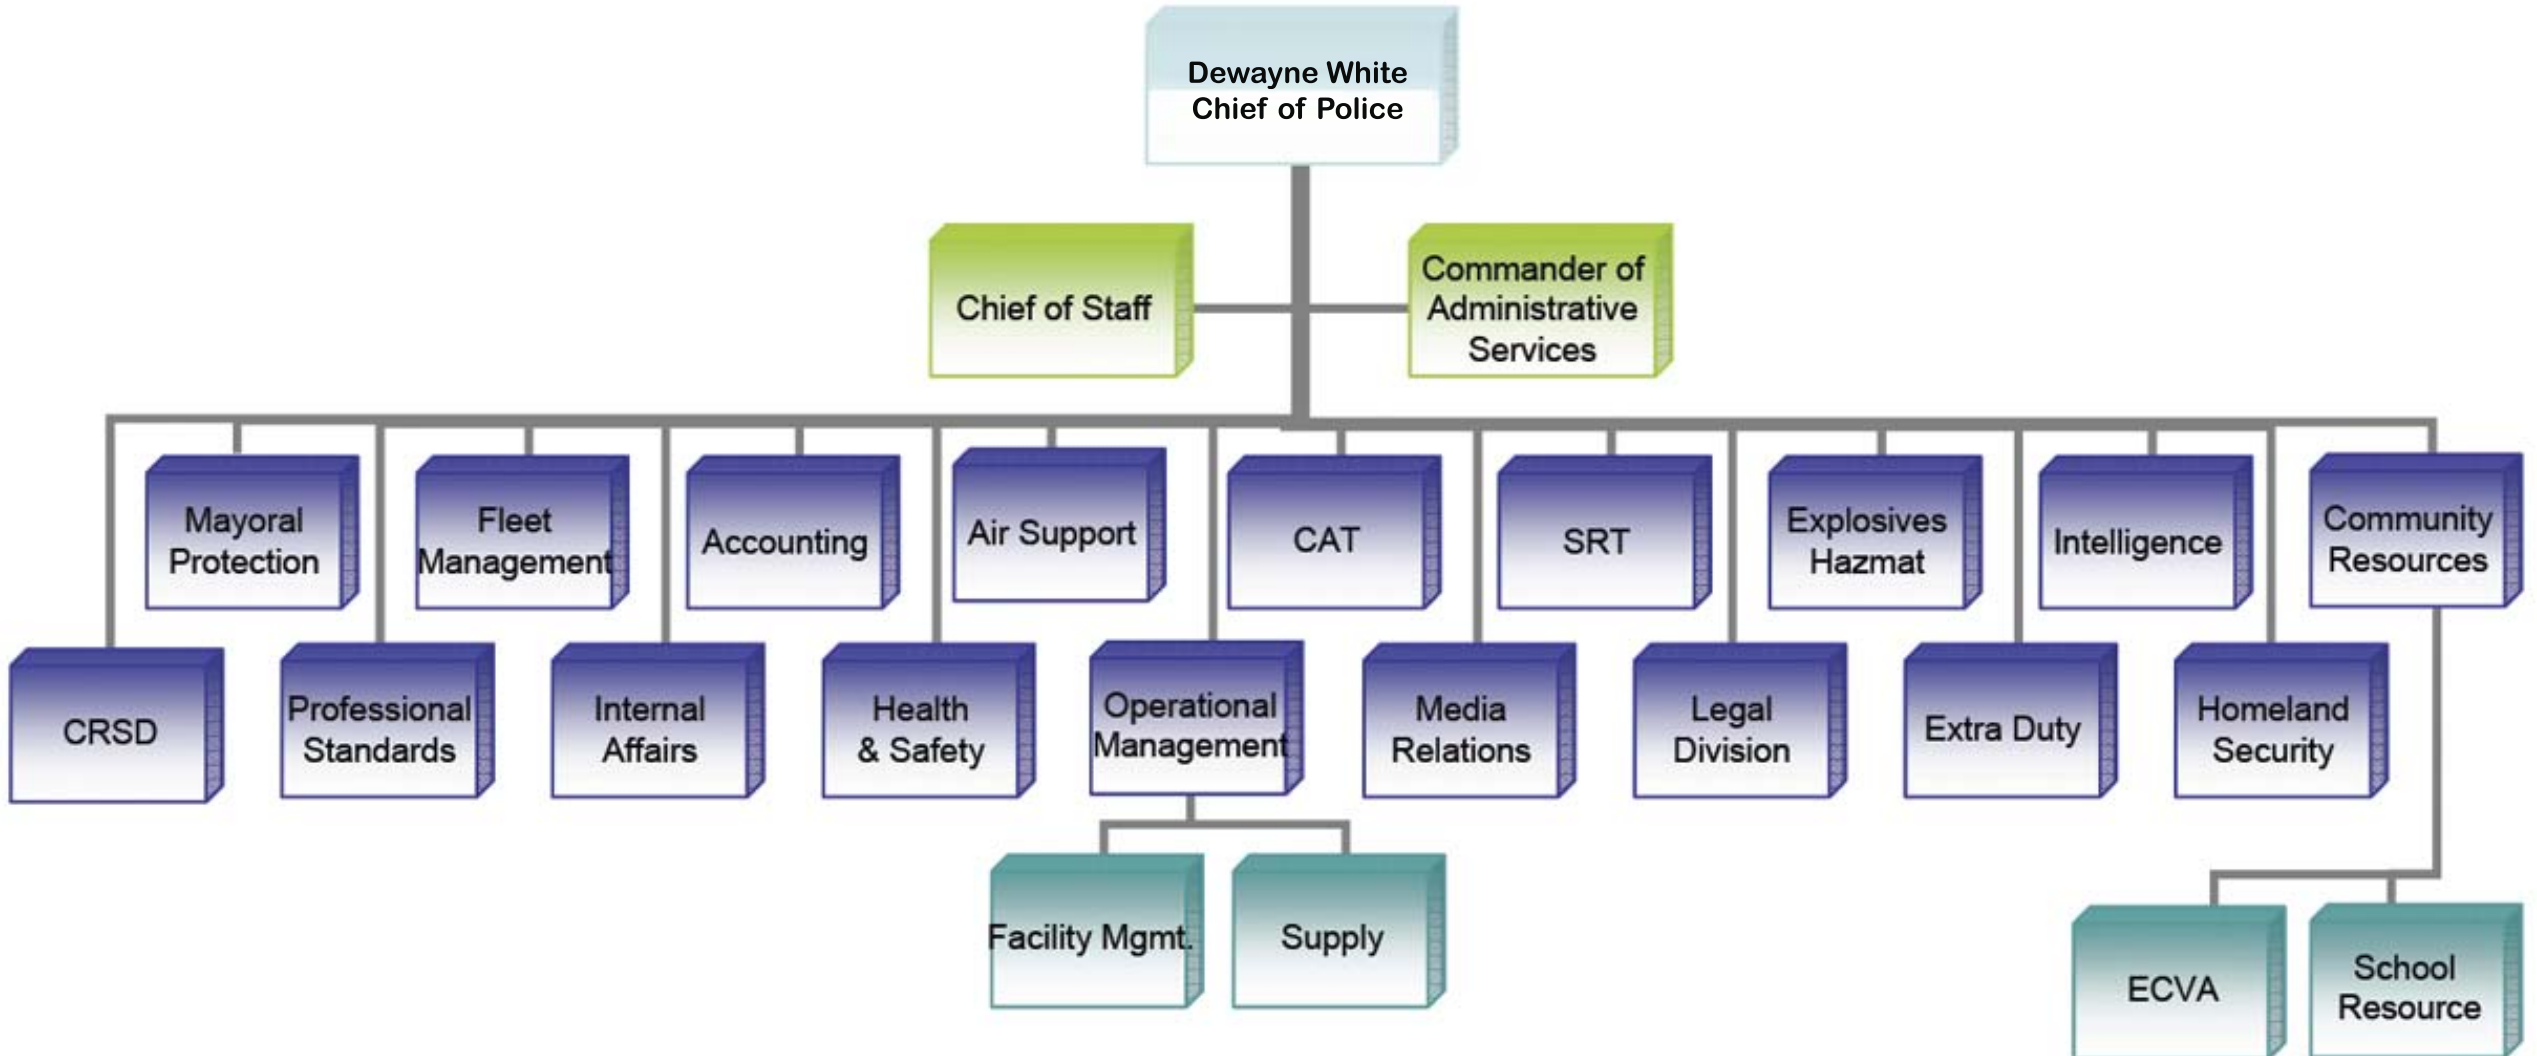 Dewayne White
Chief of Police
Chief of Staff
Commander of
Administrative
Services
Mayoral
Protection
Fleet
Management
Accounting
Air Support
CAT
SRT
Explosives
Hazmat
Intelligence
Community
Resources
CRSD
Professional
Standards
Internal
Affairs
Health
& Safety
Operational
Management
Media
Relations
Legal
Division
Extra Duty
Homeland
Security
Facility Mgmt.
Supply
ECVA
School
Resource